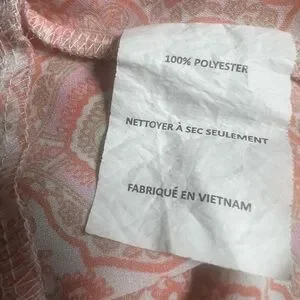 100% POLYESTER
NETTOYER À SEC SEULEMENT
FABRIQUÉ EN VIETNAM